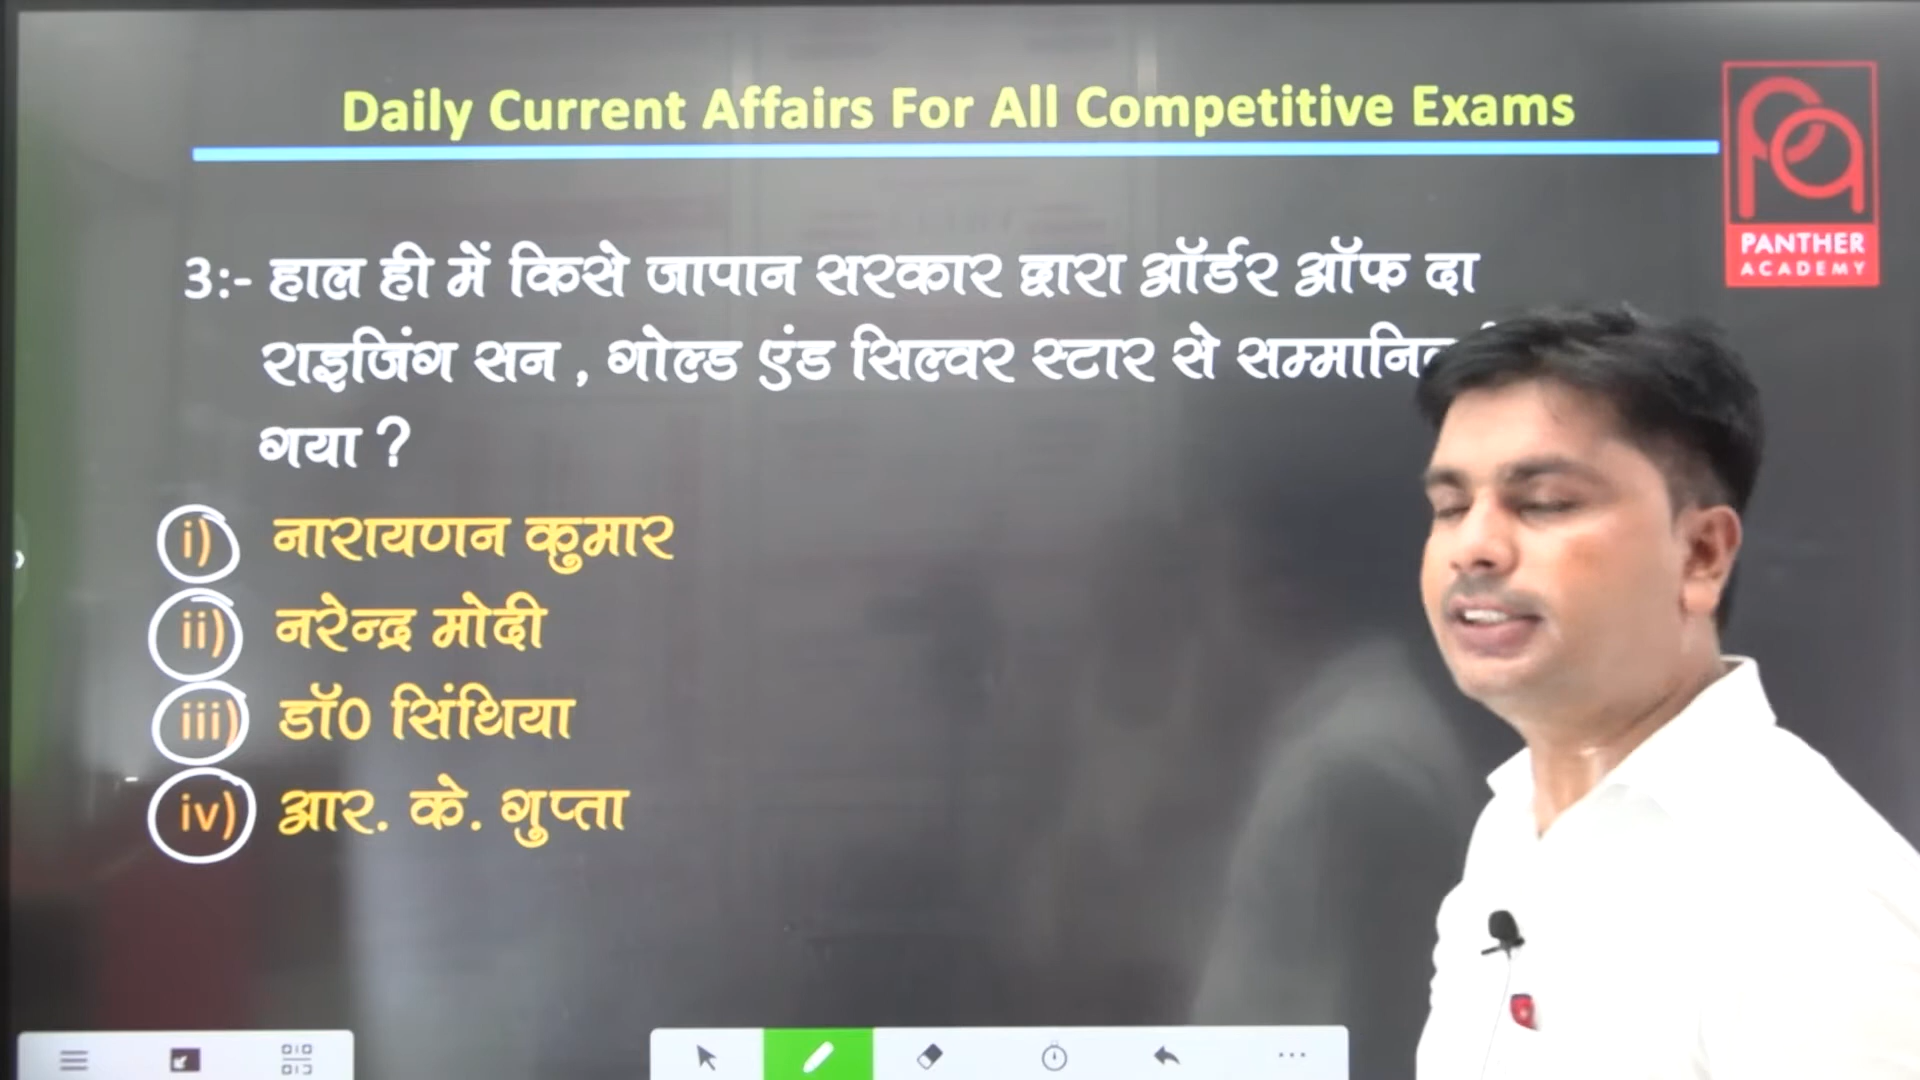 Daily Current Affairs For All Competitive Exams
PANTHER
ACADEMY
3:- हाल ही में किसे जापान सरकार द्वारा ऑर्डर ऑफ दा
राइजिंग सन , गोल्ड एंड सिल्वर स्टार से
गया ?
i) नारायणन कुमार
ii) नरेन्द्र मोदी
iii) डॉ0 सिंथिया
iv) आर. के. गुप्ता